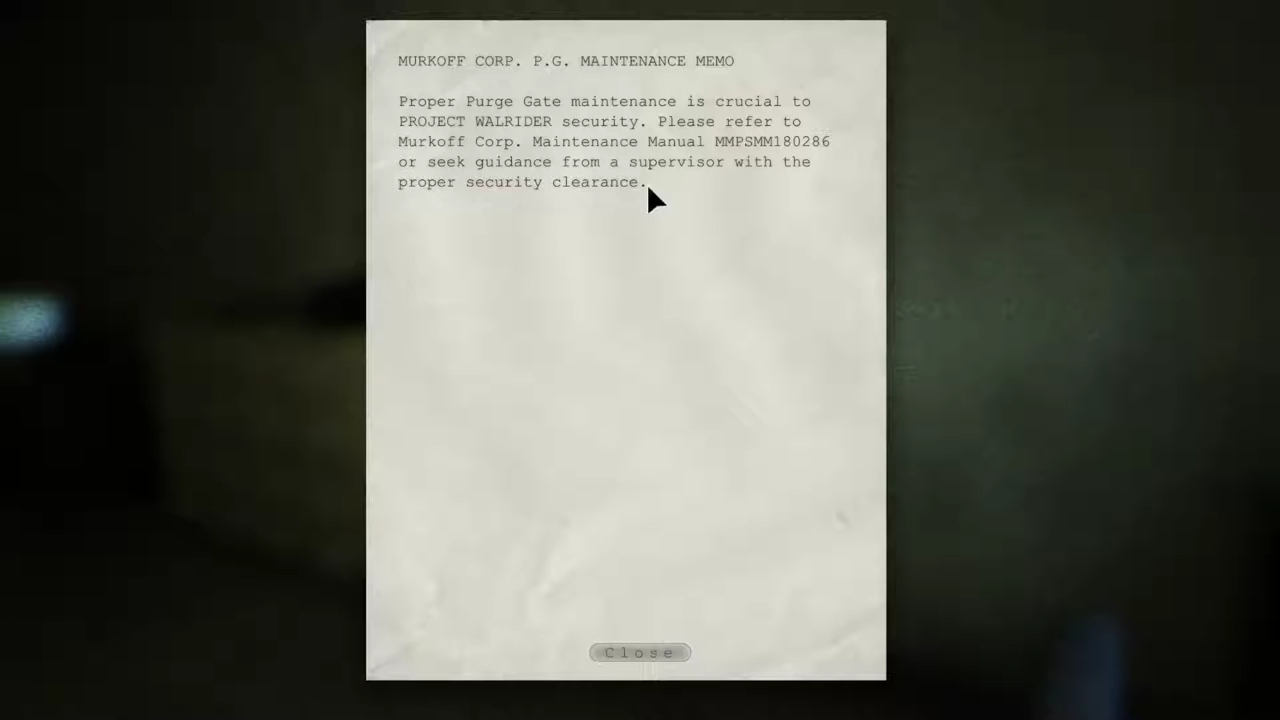 MURKOFF CORP. P.G. MAINTENANCE MEMO
Proper Purge Gate maintenance is crucial to
PROJECT WALRIDER security. Please refer to
Murkoff Corp. Maintenance Manual MMPSMM180286
or seek guidance from a supervisor with the
proper security clearance.
Close